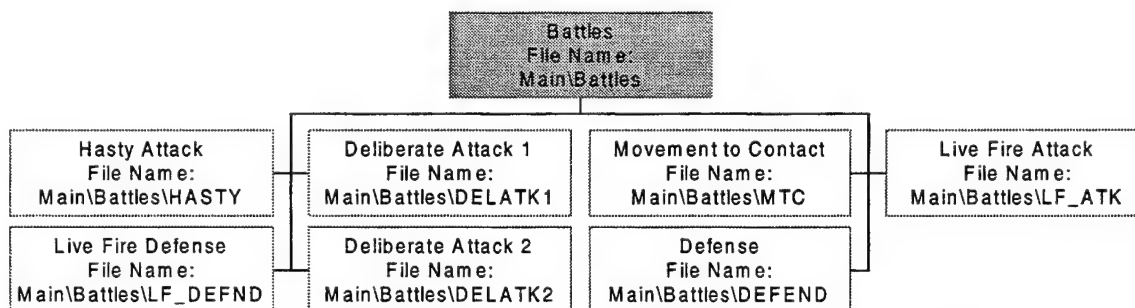 Battles
File Name:
Main\Battles
Hasty Attack
File Name:
Main\Battles\HASTY
Deliberate Attack 1
File Name:
Main\Battles\DELATK1
Movement to Contact
File Name:
Main\Battles\MTC
Live Fire Attack
File Name:
Main\Battles\LF_ATK
Live Fire Defense
File Name:
Main\Battles\LF_DEFND
Deliberate Attack 2
File Name:
Main\Battles\DELATK2
Defense
File Name:
Main\Battles\DEFEND